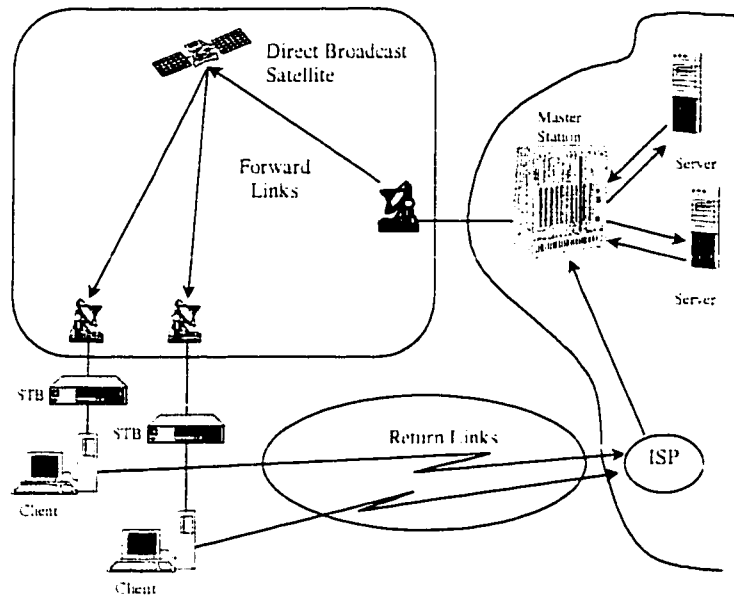 Direct Broadcast
Satellite
Master
Station
Server
Forward
Links
Server
STB
STB
Return Links
ISP
Client
Client